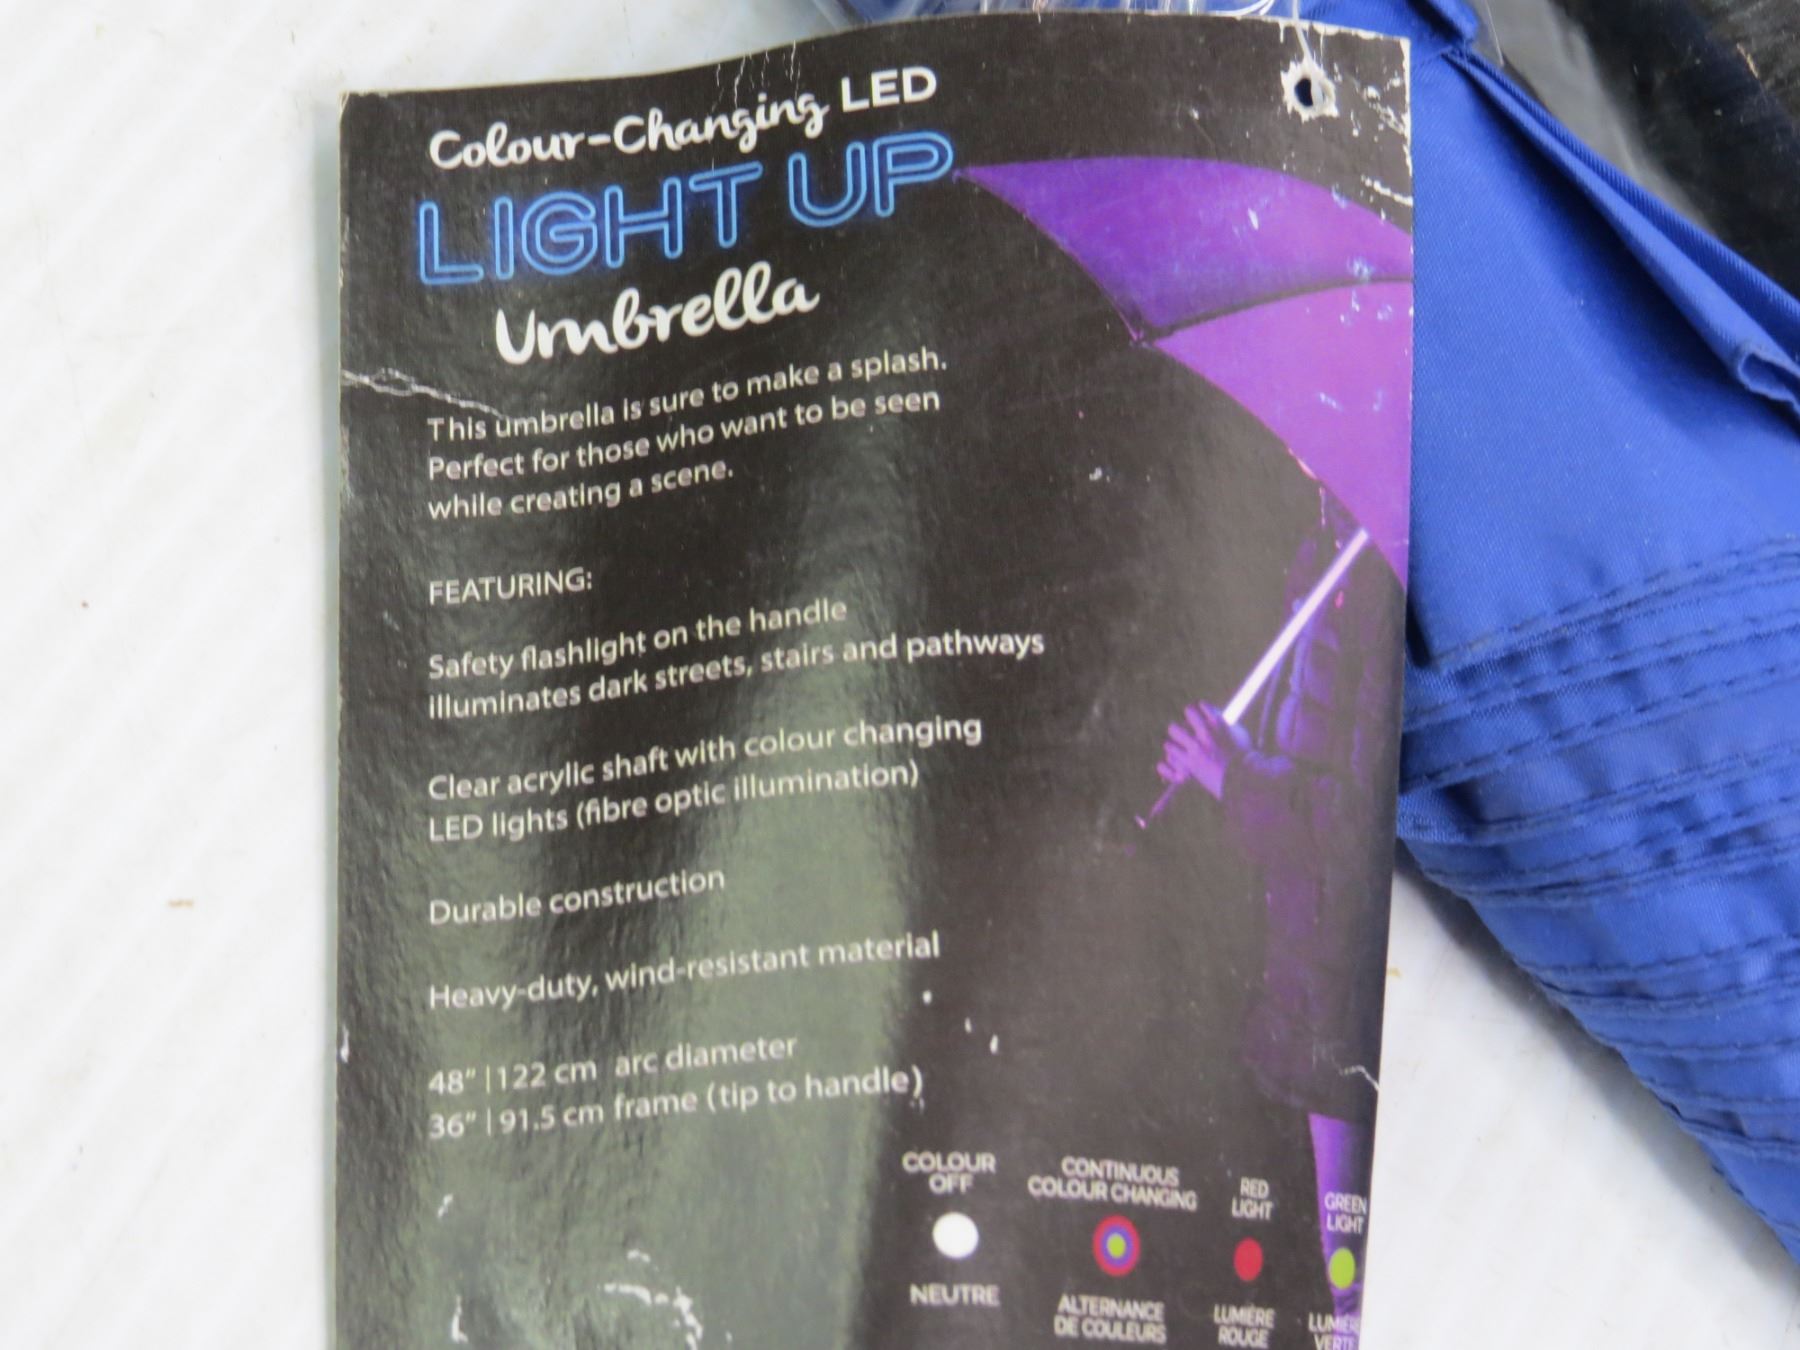 Colour-Changing LED
LIGHT UP
Umbrella
This umbrella is sure to make a splash.
Perfect for those who want to be seen
while creating a scene.
FEATURING:
Safety flashlight on the handle
illuminates dark streets, stairs and pathways
Clear acrylic shaft with colour changing
LED lights (fibre optic illumination)
Durable construction
Heavy-duty, wind-resistant material
48" | 122 cm arc diameter
36" | 91.5 cm frame (tip to handle)
COLOUR
OFF
NEUTRE
CONTINUOUS
COLOUR CHANGING
ALTERNANCE
DE COULEURS
RED
LIGHT
LUMIÈRE
ROUGE
GREEN
LIGHT
LUMIÈRE
VERTE